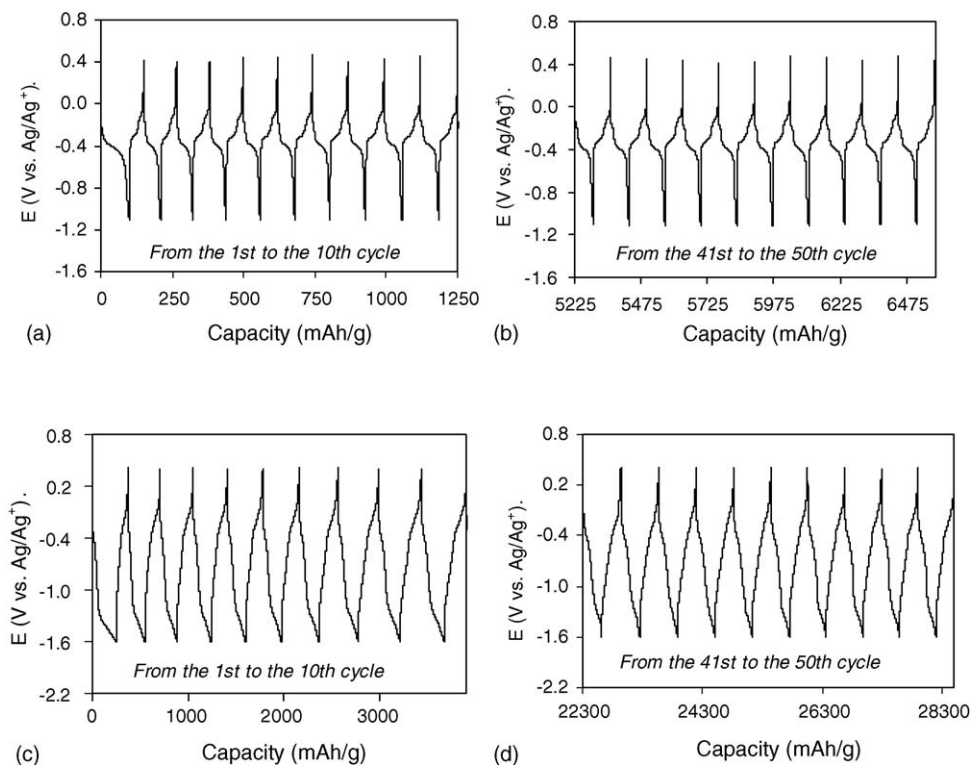 0.8
0.4
0.0
-0.4
-0.8
-1.2
-1.6
E (V vs. Ag/Ag⁺).
From the 1st to the 10th cycle
0 250 500 750 1000 1250
(a) Capacity (mAh/g)
0.8
0.4
0.0
-0.4
-0.8
-1.2
-1.6
E (V vs. Ag/Ag⁺).
From the 41st to the 50th cycle
5225 5475 5725 5975 6225 6475
(b) Capacity (mAh/g)
0.8
0.2
-0.4
-1.0
-1.6
-2.2
E (V vs. Ag/Ag⁺).
From the 1st to the 10th cycle
0 1000 2000 3000
(c) Capacity (mAh/g)
0.8
0.2
-0.4
-1.0
-1.6
-2.2
E (V vs. Ag/Ag⁺).
From the 41st to the 50th cycle
22300 24300 26300 28300
(d) Capacity (mAh/g)